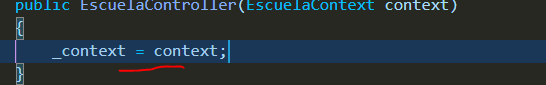 public EscuelaController(EscuelaContext context)
{
_context = context;
}